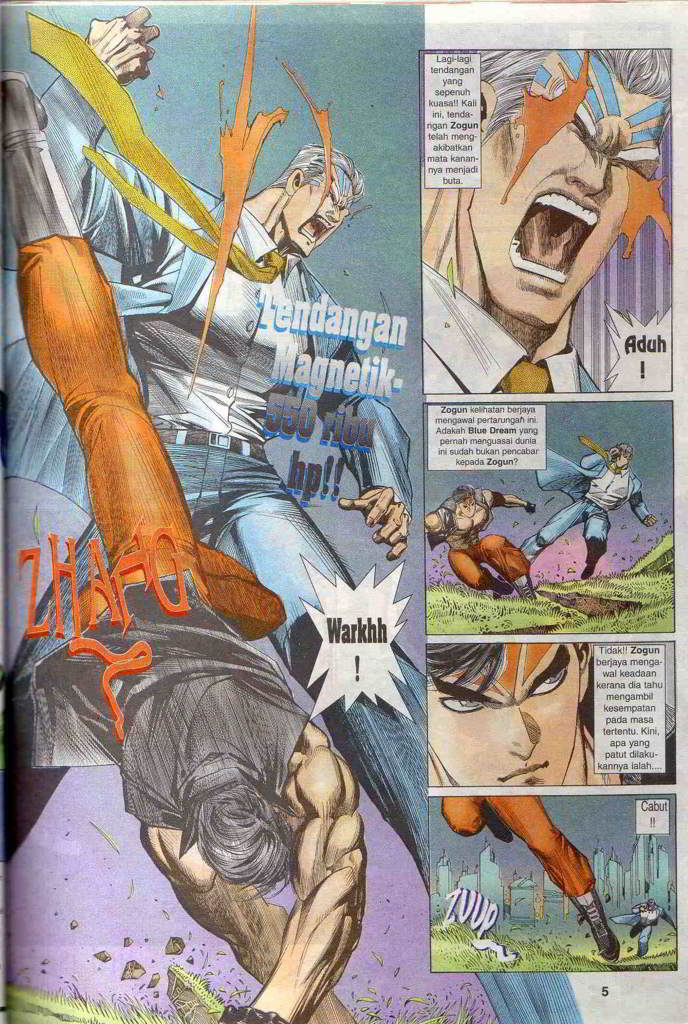 Tendangan
Magnetik-
550 ribu
hp!!
ZHAPP
Warkhh
!
Lagi-lagi
tendangan
yang
sepenuh
kuasa!! Kali
ini, tenda-
ngan Zogun
telah meng-
akibatkan
mata kanan-
nya menjadi
buta.
Aduh
!
Zogun kelihatan berjaya
mengawal pertarungan ini.
Adakah Blue Dream yang
pernah menguasai dunia
ini sudah bukan pencabar
kepada Zogun?
Tidak!! Zogun
berjaya menga-
wal keadaan
kerana dia tahu
mengambil
kesempatan
pada masa
tertentu. Kini,
apa yang
patut dilaku-
kannya ialah....
Cabut
!!
ZUUP
5